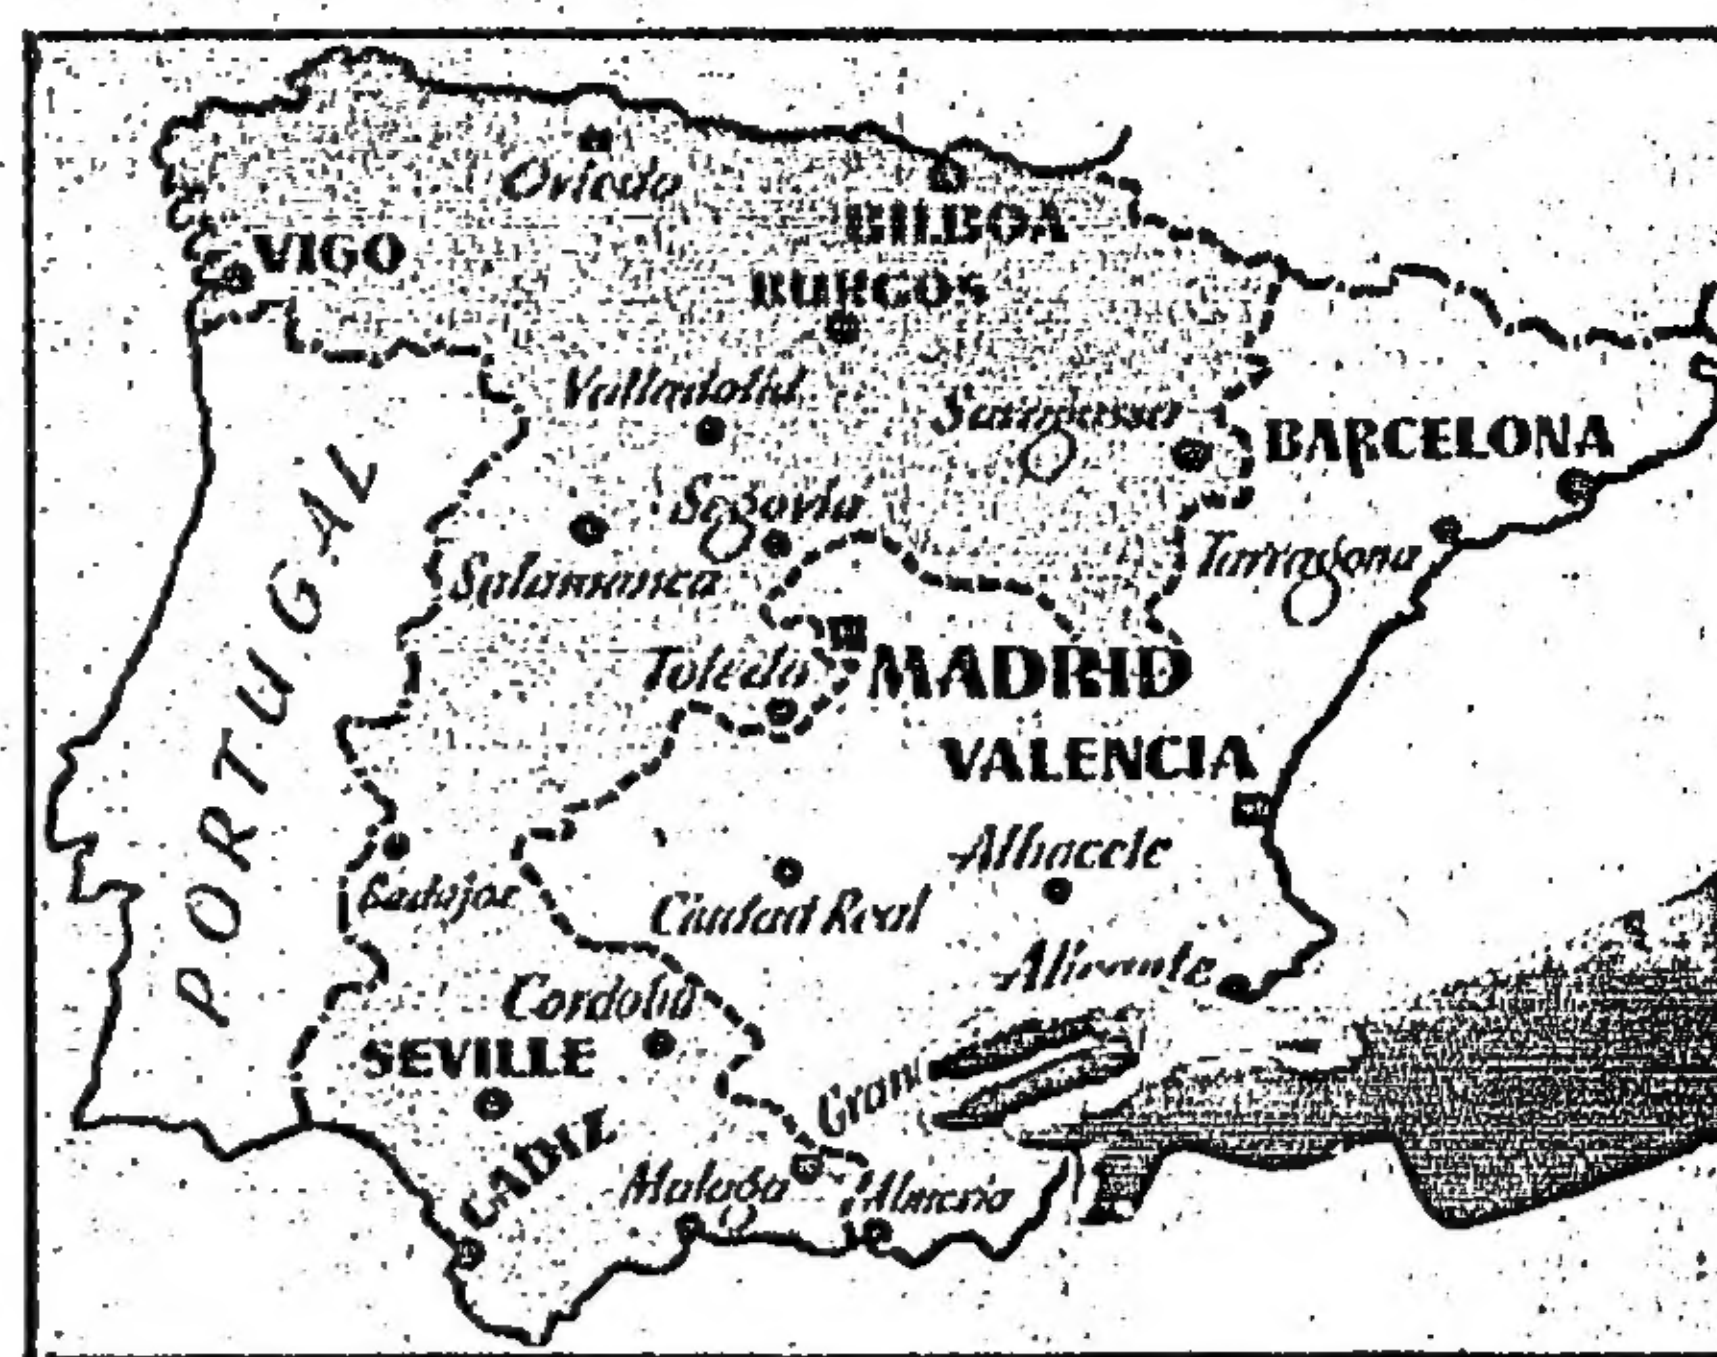 Oviedo
BILBOA
VIGO
BURGOS
Valladolid
BARCELONA
Segovia
Tarragona
Salamanca
PORTUGAL
Toledo
MADRID
VALENCIA
Albacete
Badajoz
Ciudad Real
Alicante
Cordoba
SEVILLE
CADIZ
Malaga
Almeria